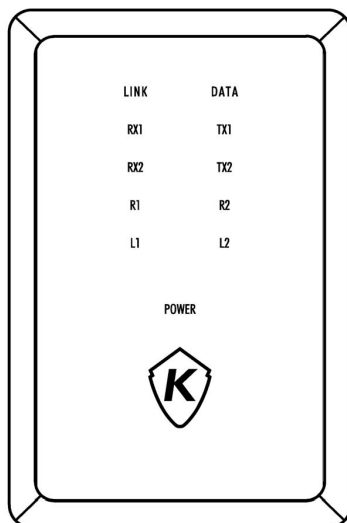 LINK DATA
RX1 TX1
RX2 TX2
R1 R2
L1 L2
POWER
K